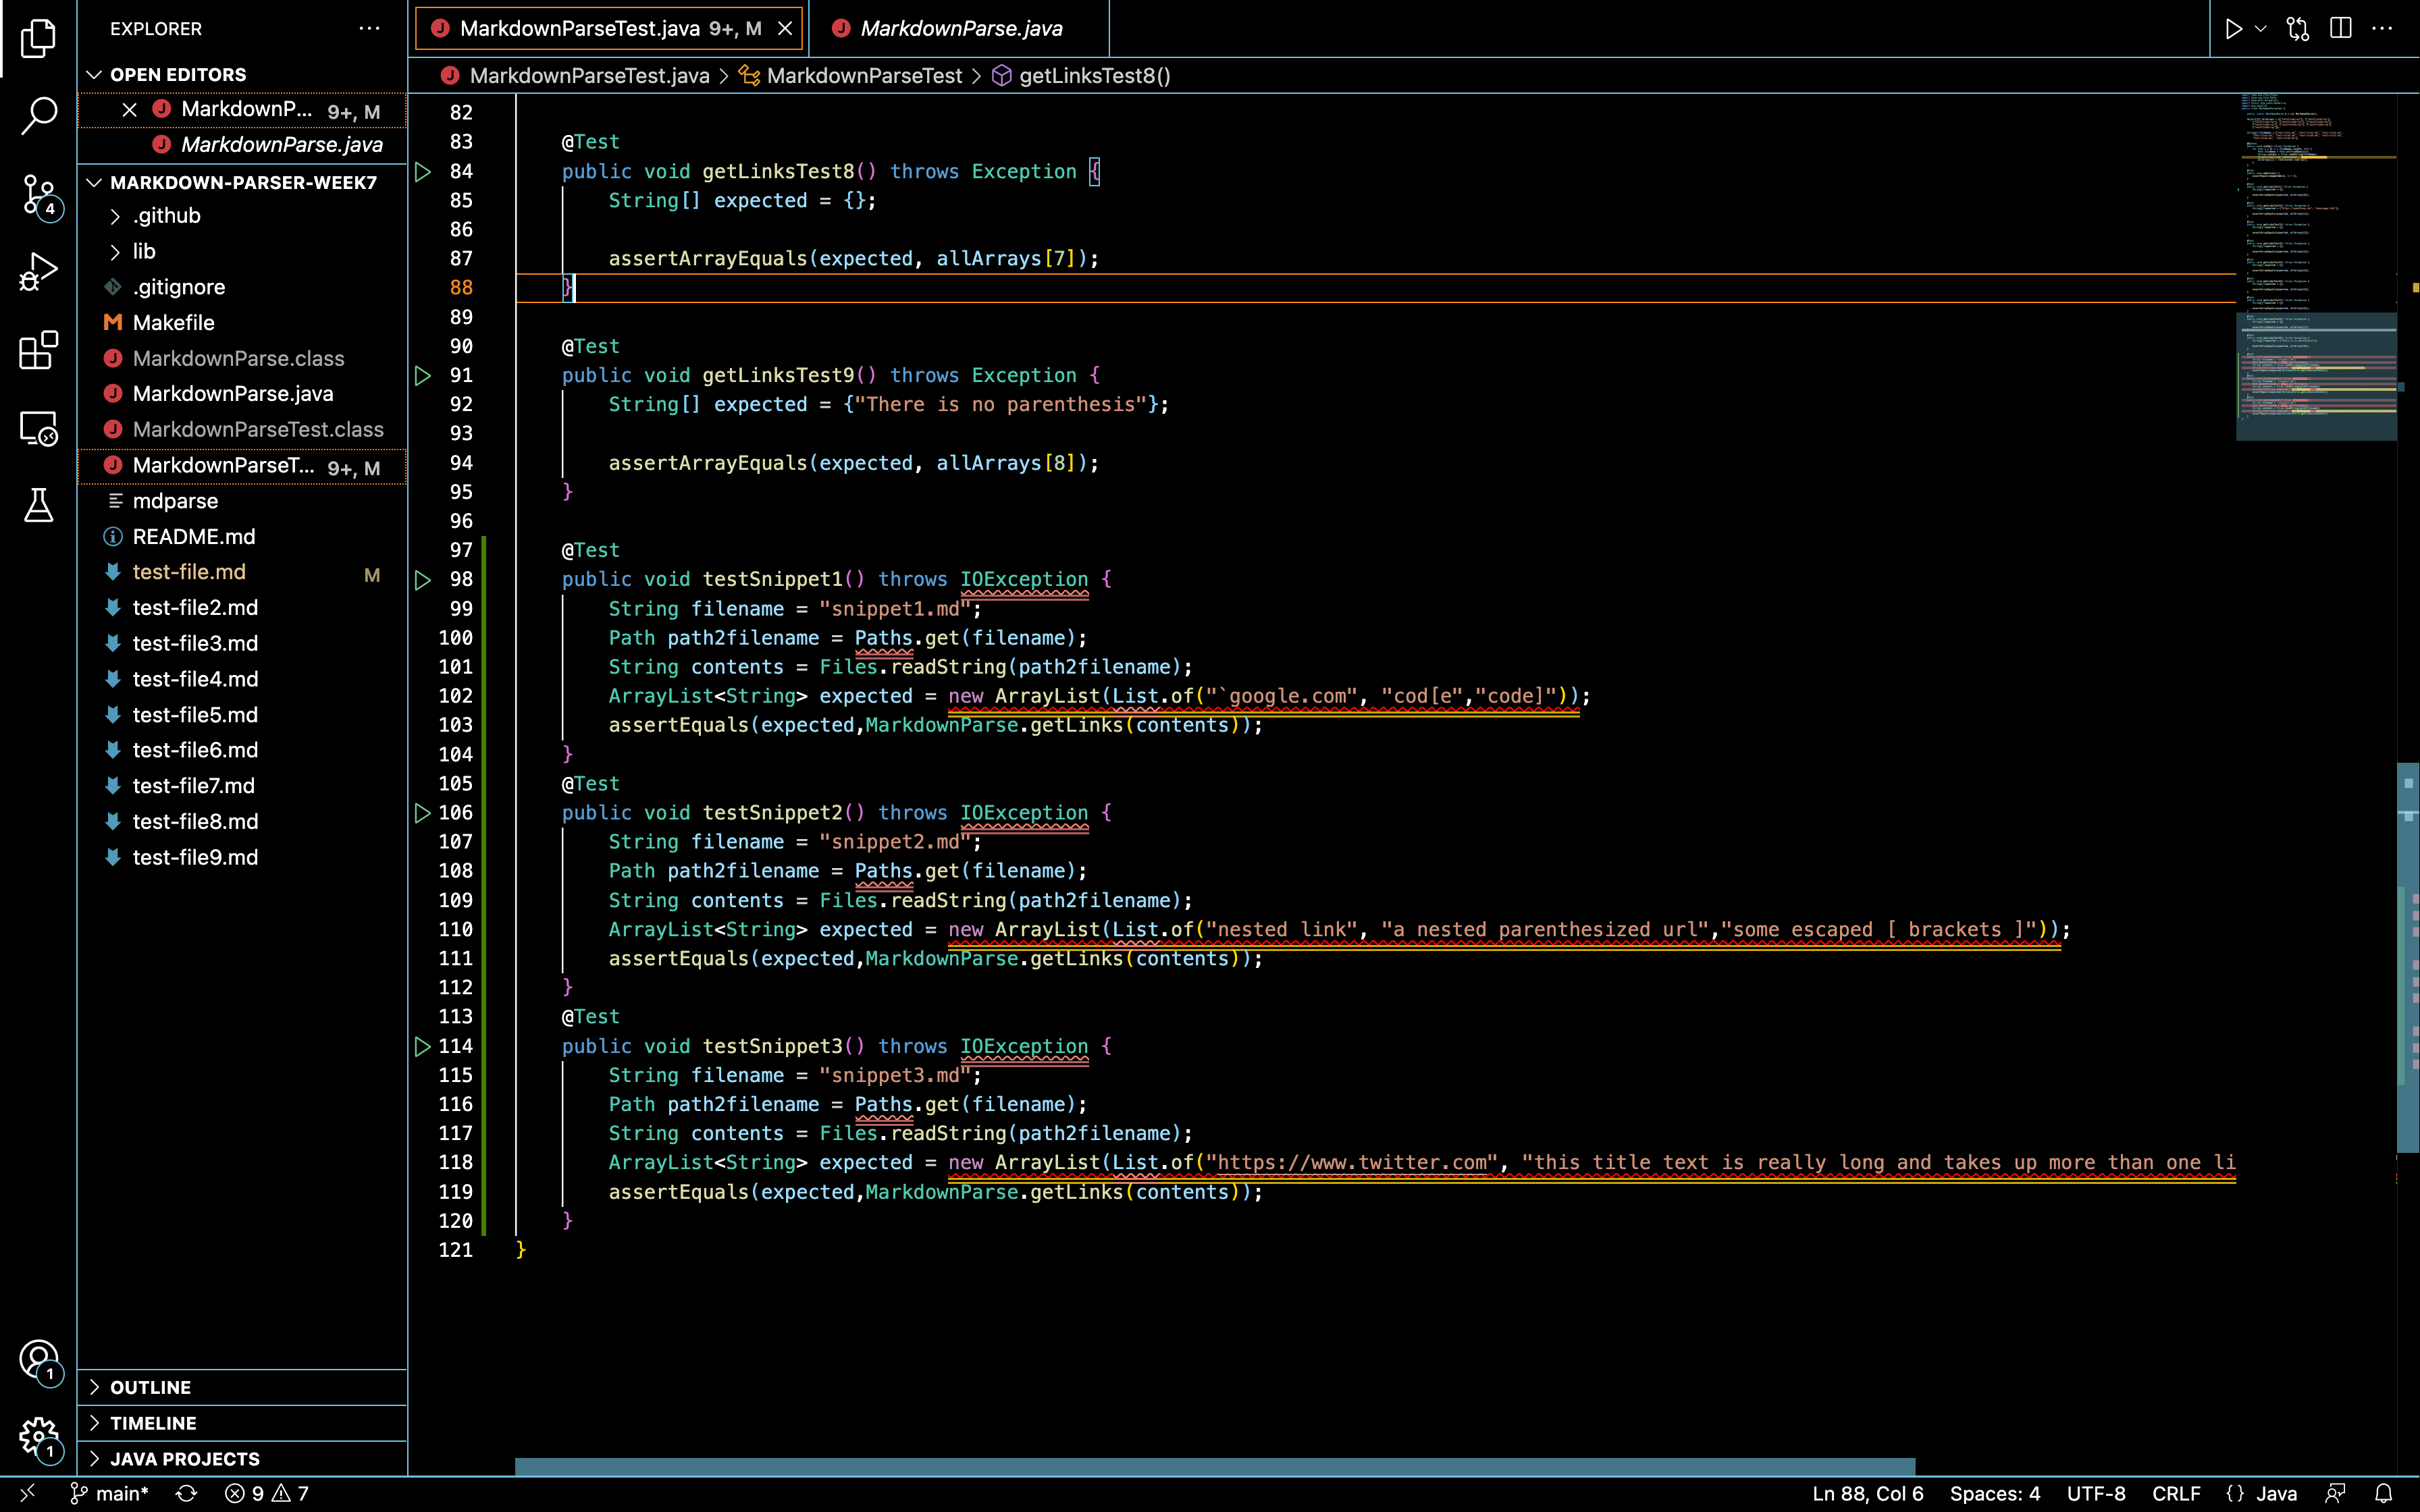 EXPLORER
OPEN EDITORS
MarkdownP... 9+, M
MarkdownParse.java
MARKDOWN-PARSER-WEEK7
.github
lib
.gitignore
Makefile
MarkdownParse.class
MarkdownParse.java
MarkdownParseTest.class
MarkdownParseT... 9+, M
mdparse
README.md
test-file.md M
test-file2.md
test-file3.md
test-file4.md
test-file5.md
test-file6.md
test-file7.md
test-file8.md
test-file9.md
OUTLINE
TIMELINE
JAVA PROJECTS
4
1
1
MarkdownParseTest.java 9+, M
MarkdownParse.java
MarkdownParseTest.java > MarkdownParseTest > getLinksTest8()
82
83 @Test
84 public void getLinksTest8() throws Exception {
85 String[] expected = {};
86
87 assertArrayEquals(expected, allArrays[7]);
88 }
89
90 @Test
91 public void getLinksTest9() throws Exception {
92 String[] expected = {"There is no parenthesis"};
93
94 assertArrayEquals(expected, allArrays[8]);
95 }
96
97 @Test
98 public void testSnippet1() throws IOException {
99 String filename = "snippet1.md";
100 Path path2filename = Paths.get(filename);
101 String contents = Files.readString(path2filename);
102 ArrayList<String> expected = new ArrayList(List.of("`google.com", "cod[e","code]"));
103 assertEquals(expected,MarkdownParse.getLinks(contents));
104 }
105 @Test
106 public void testSnippet2() throws IOException {
107 String filename = "snippet2.md";
108 Path path2filename = Paths.get(filename);
109 String contents = Files.readString(path2filename);
110 ArrayList<String> expected = new ArrayList(List.of("nested link", "a nested parenthesized url","some escaped [ brackets ]"));
111 assertEquals(expected,MarkdownParse.getLinks(contents));
112 }
113 @Test
114 public void testSnippet3() throws IOException {
115 String filename = "snippet3.md";
116 Path path2filename = Paths.get(filename);
117 String contents = Files.readString(path2filename);
118 ArrayList<String> expected = new ArrayList(List.of("https://www.twitter.com", "this title text is really long and takes up more than one li
119 assertEquals(expected,MarkdownParse.getLinks(contents));
120 }
121 }
main* 9 7
Ln 88, Col 6 Spaces: 4 UTF-8 CRLF {} Java